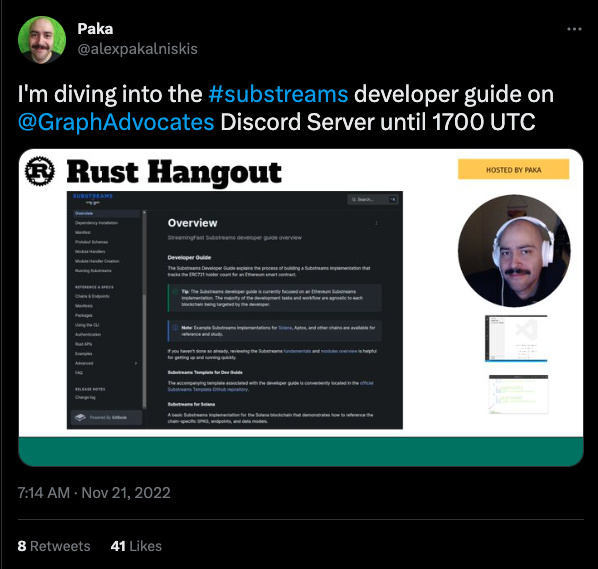 Paka
@alexpakalniskis
I'm diving into the #substreams developer guide on
@GraphAdvocates Discord Server until 1700 UTC
R
Rust Hangout
HOSTED BY PAKA
SUBSTREAMS
Search...
Overview
Dependency Installation
Manifest
Protobuf Schemas
Module Handlers
Module Handler Creation
Running Substreams
REFERENCE & SPECS
Chains & Endpoints
Manifests
Packages
Using the CLI
Authentication
Rust APIs
Examples
Advanced
FAQ
RELEASE NOTES
Change log
Powered By GitBook
Overview
StreamingFast Substreams developer guide overview
Developer Guide
The Substreams Developer Guide explains the process of building a Substreams implementation that
tracks the ERC721 holder count for an Ethereum smart contract.
Tip: The Substreams developer guide is currently focused on an Ethereum Substreams
implementation. The majority of the development tasks and workflow are agnostic to each
blockchain being targeted by the developer.
Note: Example Substreams implementations for Solana, Aptos, and other chains are available for
reference and study.
If you haven't done so already, reviewing the Substreams fundamentals and modules overview is helpful
for getting up and running quickly.
Substreams Template for Dev Guide
The accompanying template associated with the developer guide is conveniently located in the official
Substreams Template Github repository.
Substreams for Solana
A basic Substreams implementation for the Solana blockchain that demonstrates how to reference the
chain-specific SPKG, endpoints, and data models.
7:14 AM · Nov 21, 2022
8 Retweets 41 Likes